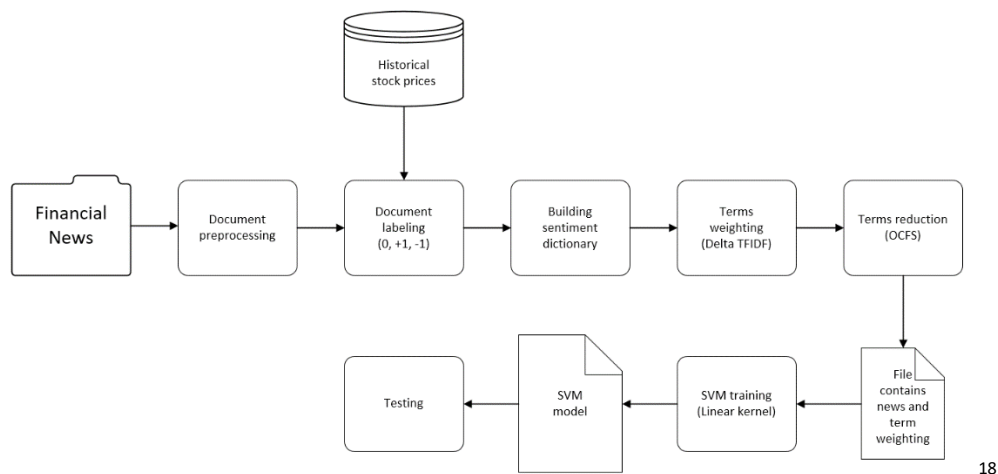 Historical
stock prices
Financial
News
Document
preprocessing
Document
labeling
(0, +1, -1)
Building
sentiment
dictionary
Terms
weighting
(Delta TFIDF)
Terms reduction
(OCFS)
Testing
SVM
model
SVM training
(Linear kernel)
File
contains
news and
term
weighting
18